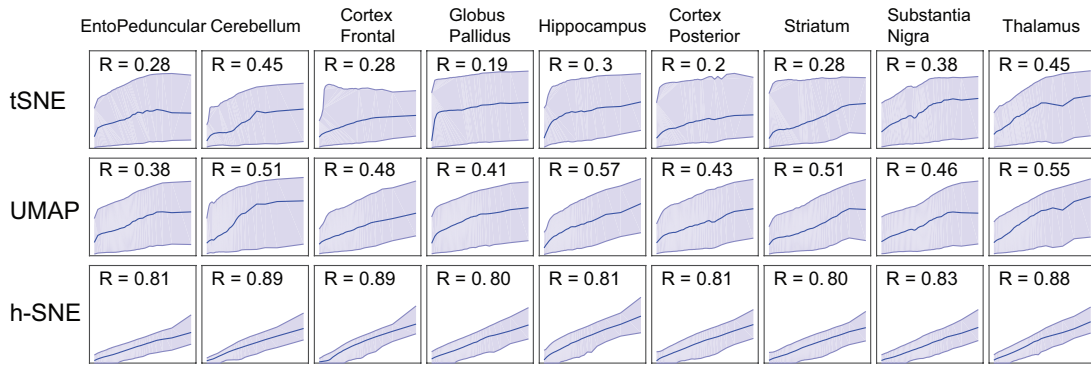 EntoPeduncular Cerebellum Cortex Frontal Globus Pallidus Hippocampus Cortex Posterior Striatum Substantia Nigra Thalamus
tSNE R = 0.28 R = 0.45 R = 0.28 R = 0.19 R = 0.3 R = 0.2 R = 0.28 R = 0.38 R = 0.45
UMAP R = 0.38 R = 0.51 R = 0.48 R = 0.41 R = 0.57 R = 0.43 R = 0.51 R = 0.46 R = 0.55
h-SNE R = 0.81 R = 0.89 R = 0.89 R = 0.80 R = 0.81 R = 0.81 R = 0.80 R = 0.83 R = 0.88